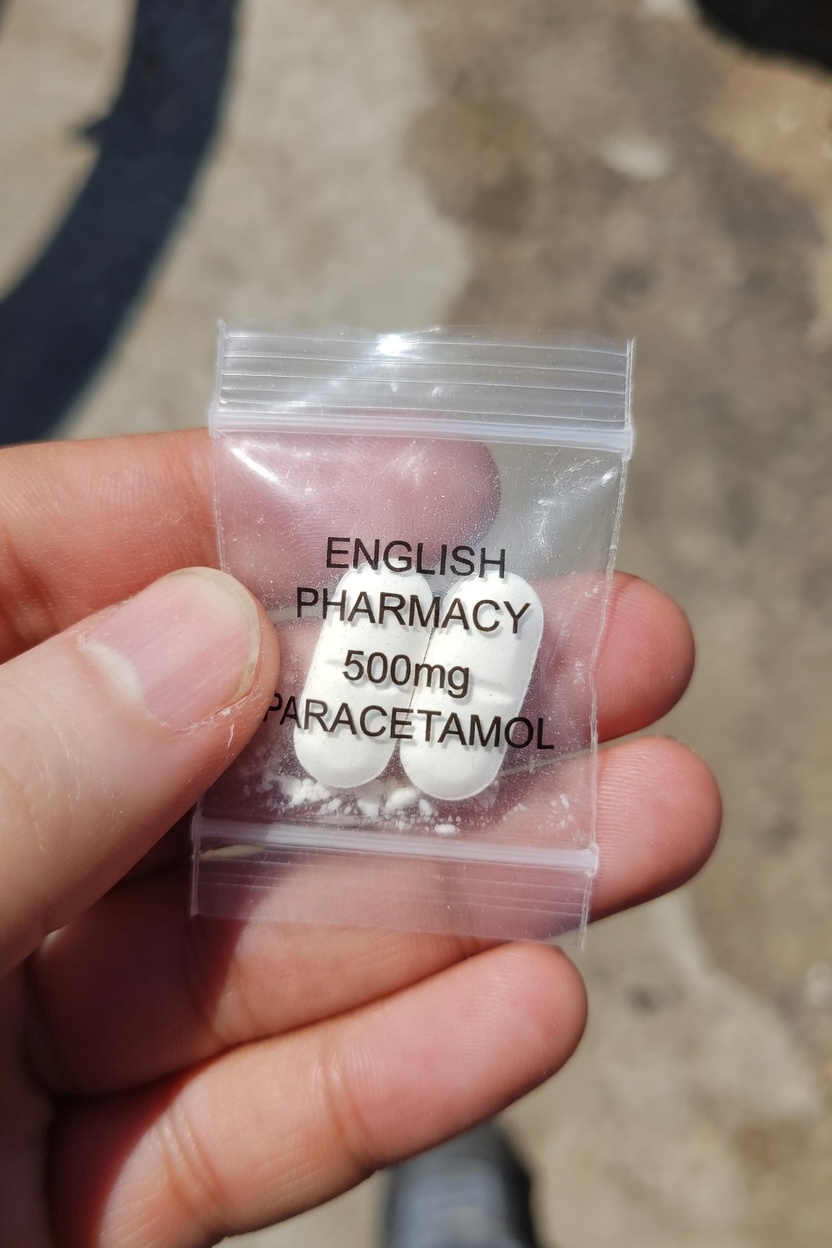 ENGLISH
PHARMACY
500mg
PARACETAMOL